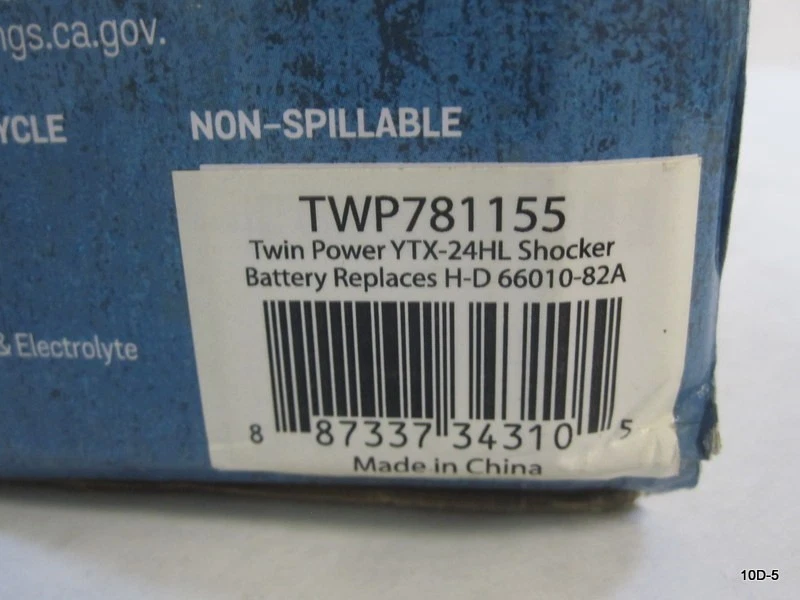 ngs.ca.gov.
YCLE
NON-SPILLABLE
TWP781155
Twin Power YTX-24HL Shocker
Battery Replaces H-D 66010-82A
& Electrolyte
8 87337 34310 5
Made in China
10D-5